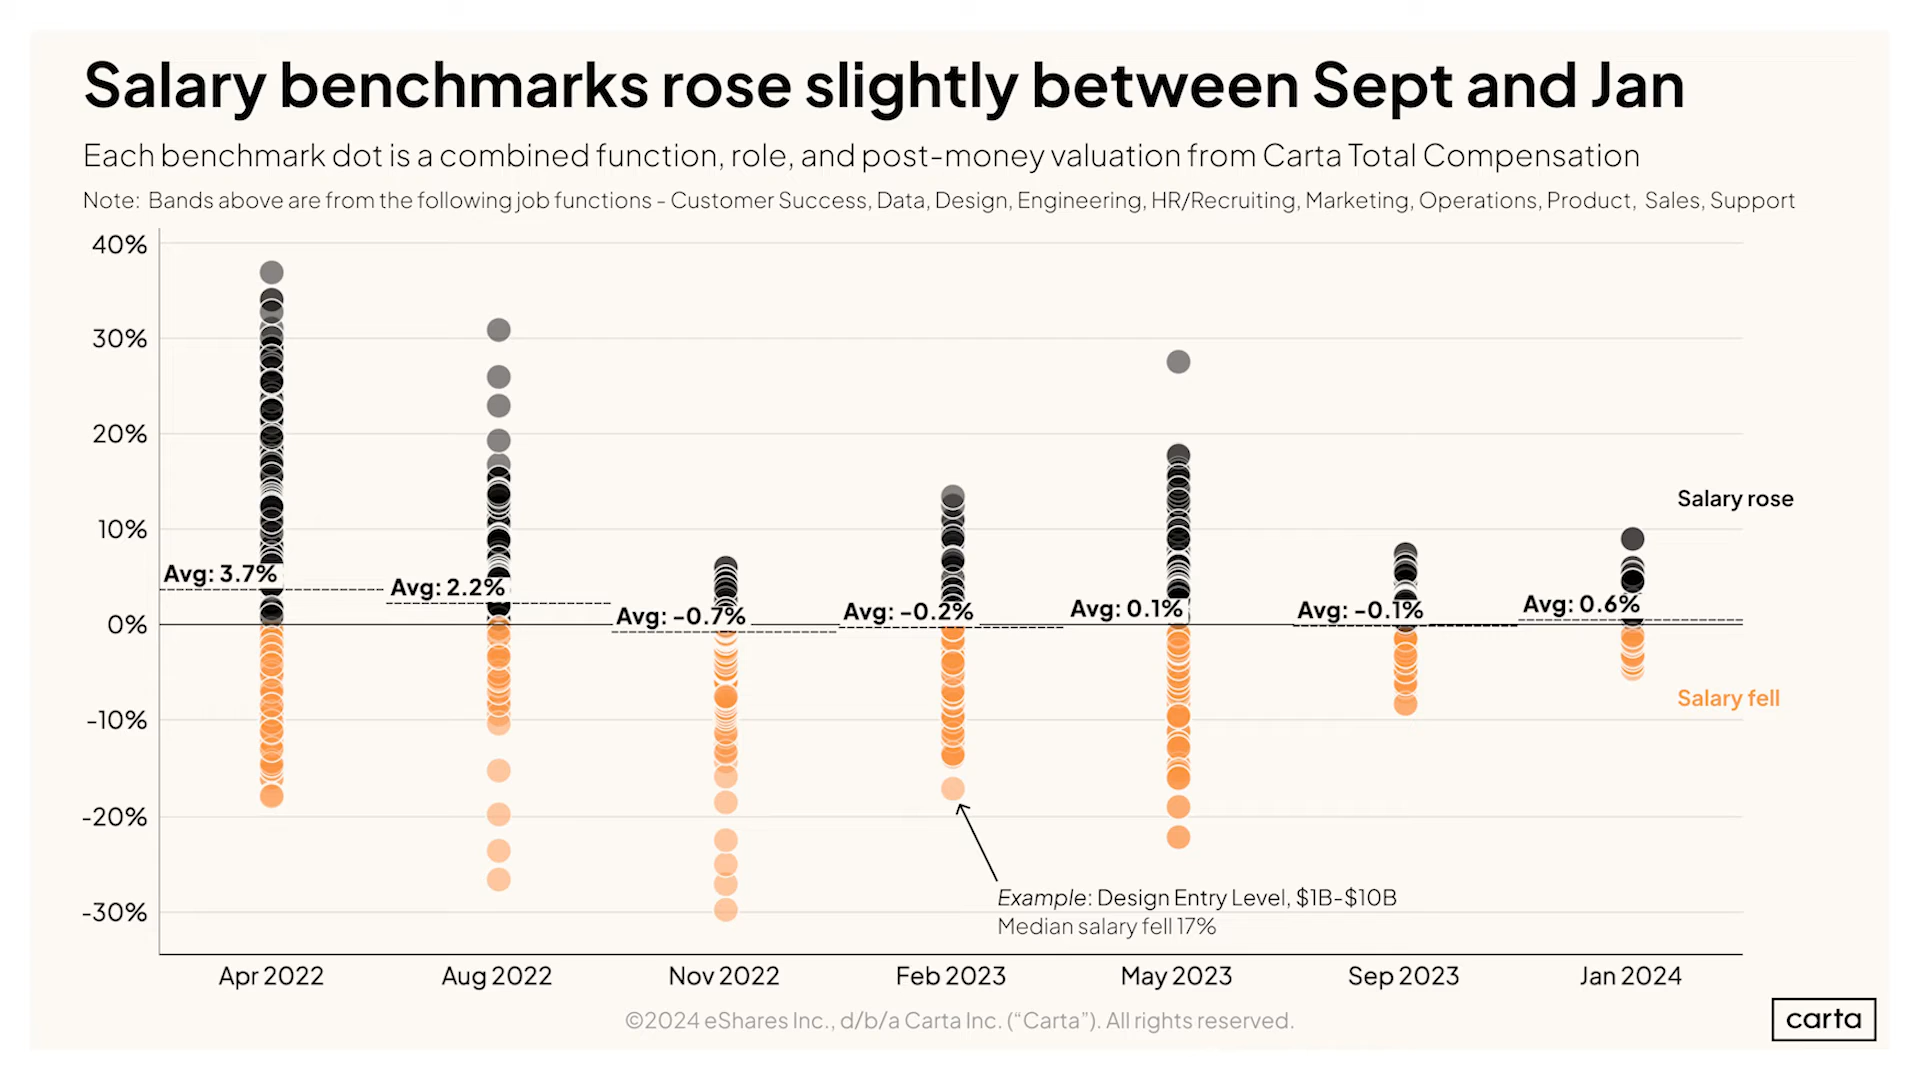 Salary benchmarks rose slightly between Sept and Jan
Each benchmark dot is a combined function, role, and post-money valuation from Carta Total Compensation
Note: Bands above are from the following job functions - Customer Success, Data, Design, Engineering, HR/Recruiting, Marketing, Operations, Product, Sales, Support
40%
30%
20%
10%
0%
-10%
-20%
-30%
Avg: 3.7%
Avg: 2.2%
Avg: -0.7%
Avg: -0.2%
Avg: 0.1%
Avg: -0.1%
Avg: 0.6%
Salary rose
Salary fell
Example: Design Entry Level, $1B-$10B
Median salary fell 17%
Apr 2022
Aug 2022
Nov 2022
Feb 2023
May 2023
Sep 2023
Jan 2024
©2024 eShares Inc., d/b/a Carta Inc. (“Carta”). All rights reserved.
carta